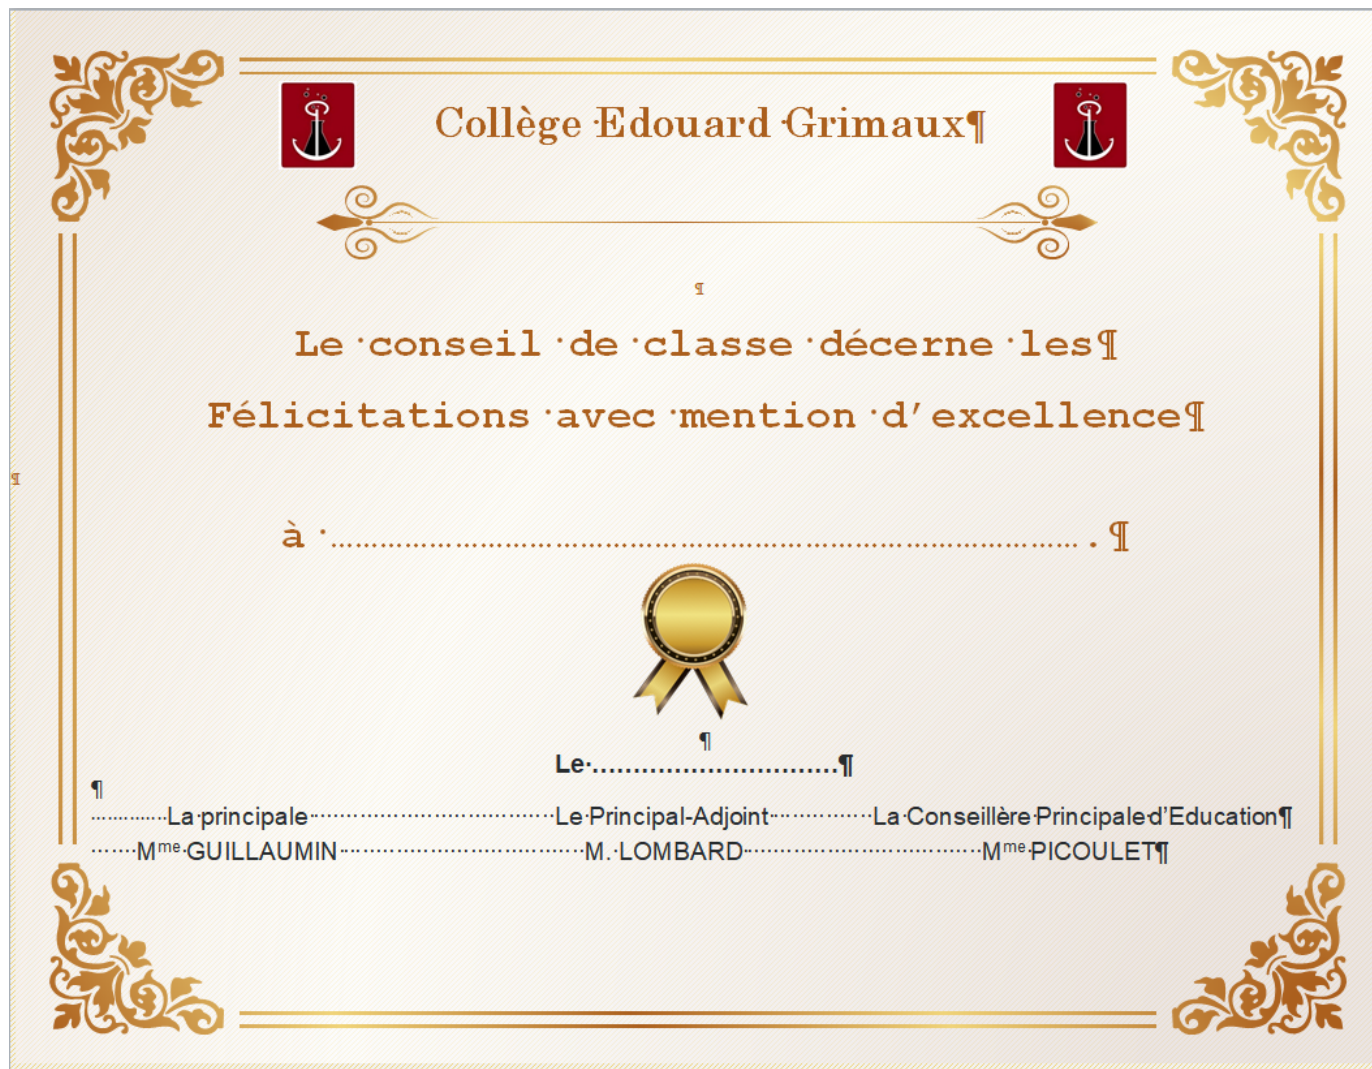 Collège Edouard Grimaux¶
¶
Le·conseil·de·classe·décerne·les¶
Félicitations·avec·mention·d’excellence¶
¶
à·…………………………………………………………………………….¶
¶
Le·…………………………¶
¶
La·principale Le·Principal-Adjoint La·Conseillère·Principale·d’Education¶
Mme·GUILLAUMIN M.·LOMBARD Mme·PICOULET¶